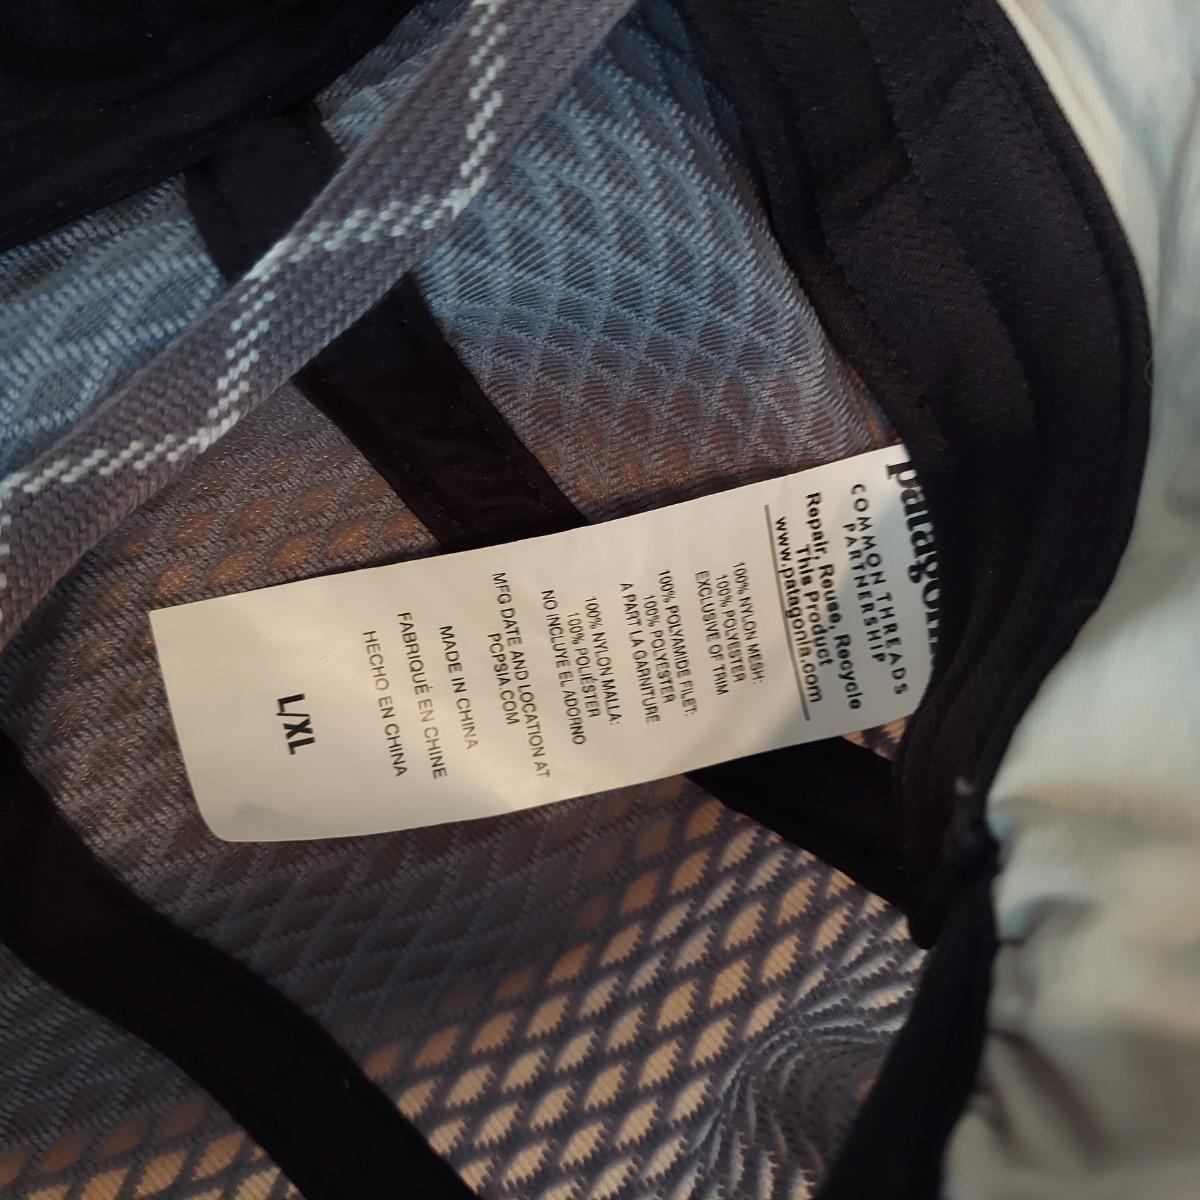 patagonia
COMMON THREADS
PARTNERSHIP
Repair, Reuse, Recycle
This Product
www.patagonia.com
100% NYLON MESH:
100% POLYESTER
EXCLUSIVE OF TRIM
100% POLYAMIDE FILET:
100% POLYESTER
A PART LA GARNITURE
100% NYLON MALLA:
100% POLIÉSTER
NO INCLUYE EL ADORNO
MFG DATE AND LOCATION AT
PCPSIA.COM
MADE IN CHINA
FABRIQUÉ EN CHINE
HECHO EN CHINA
L/XL